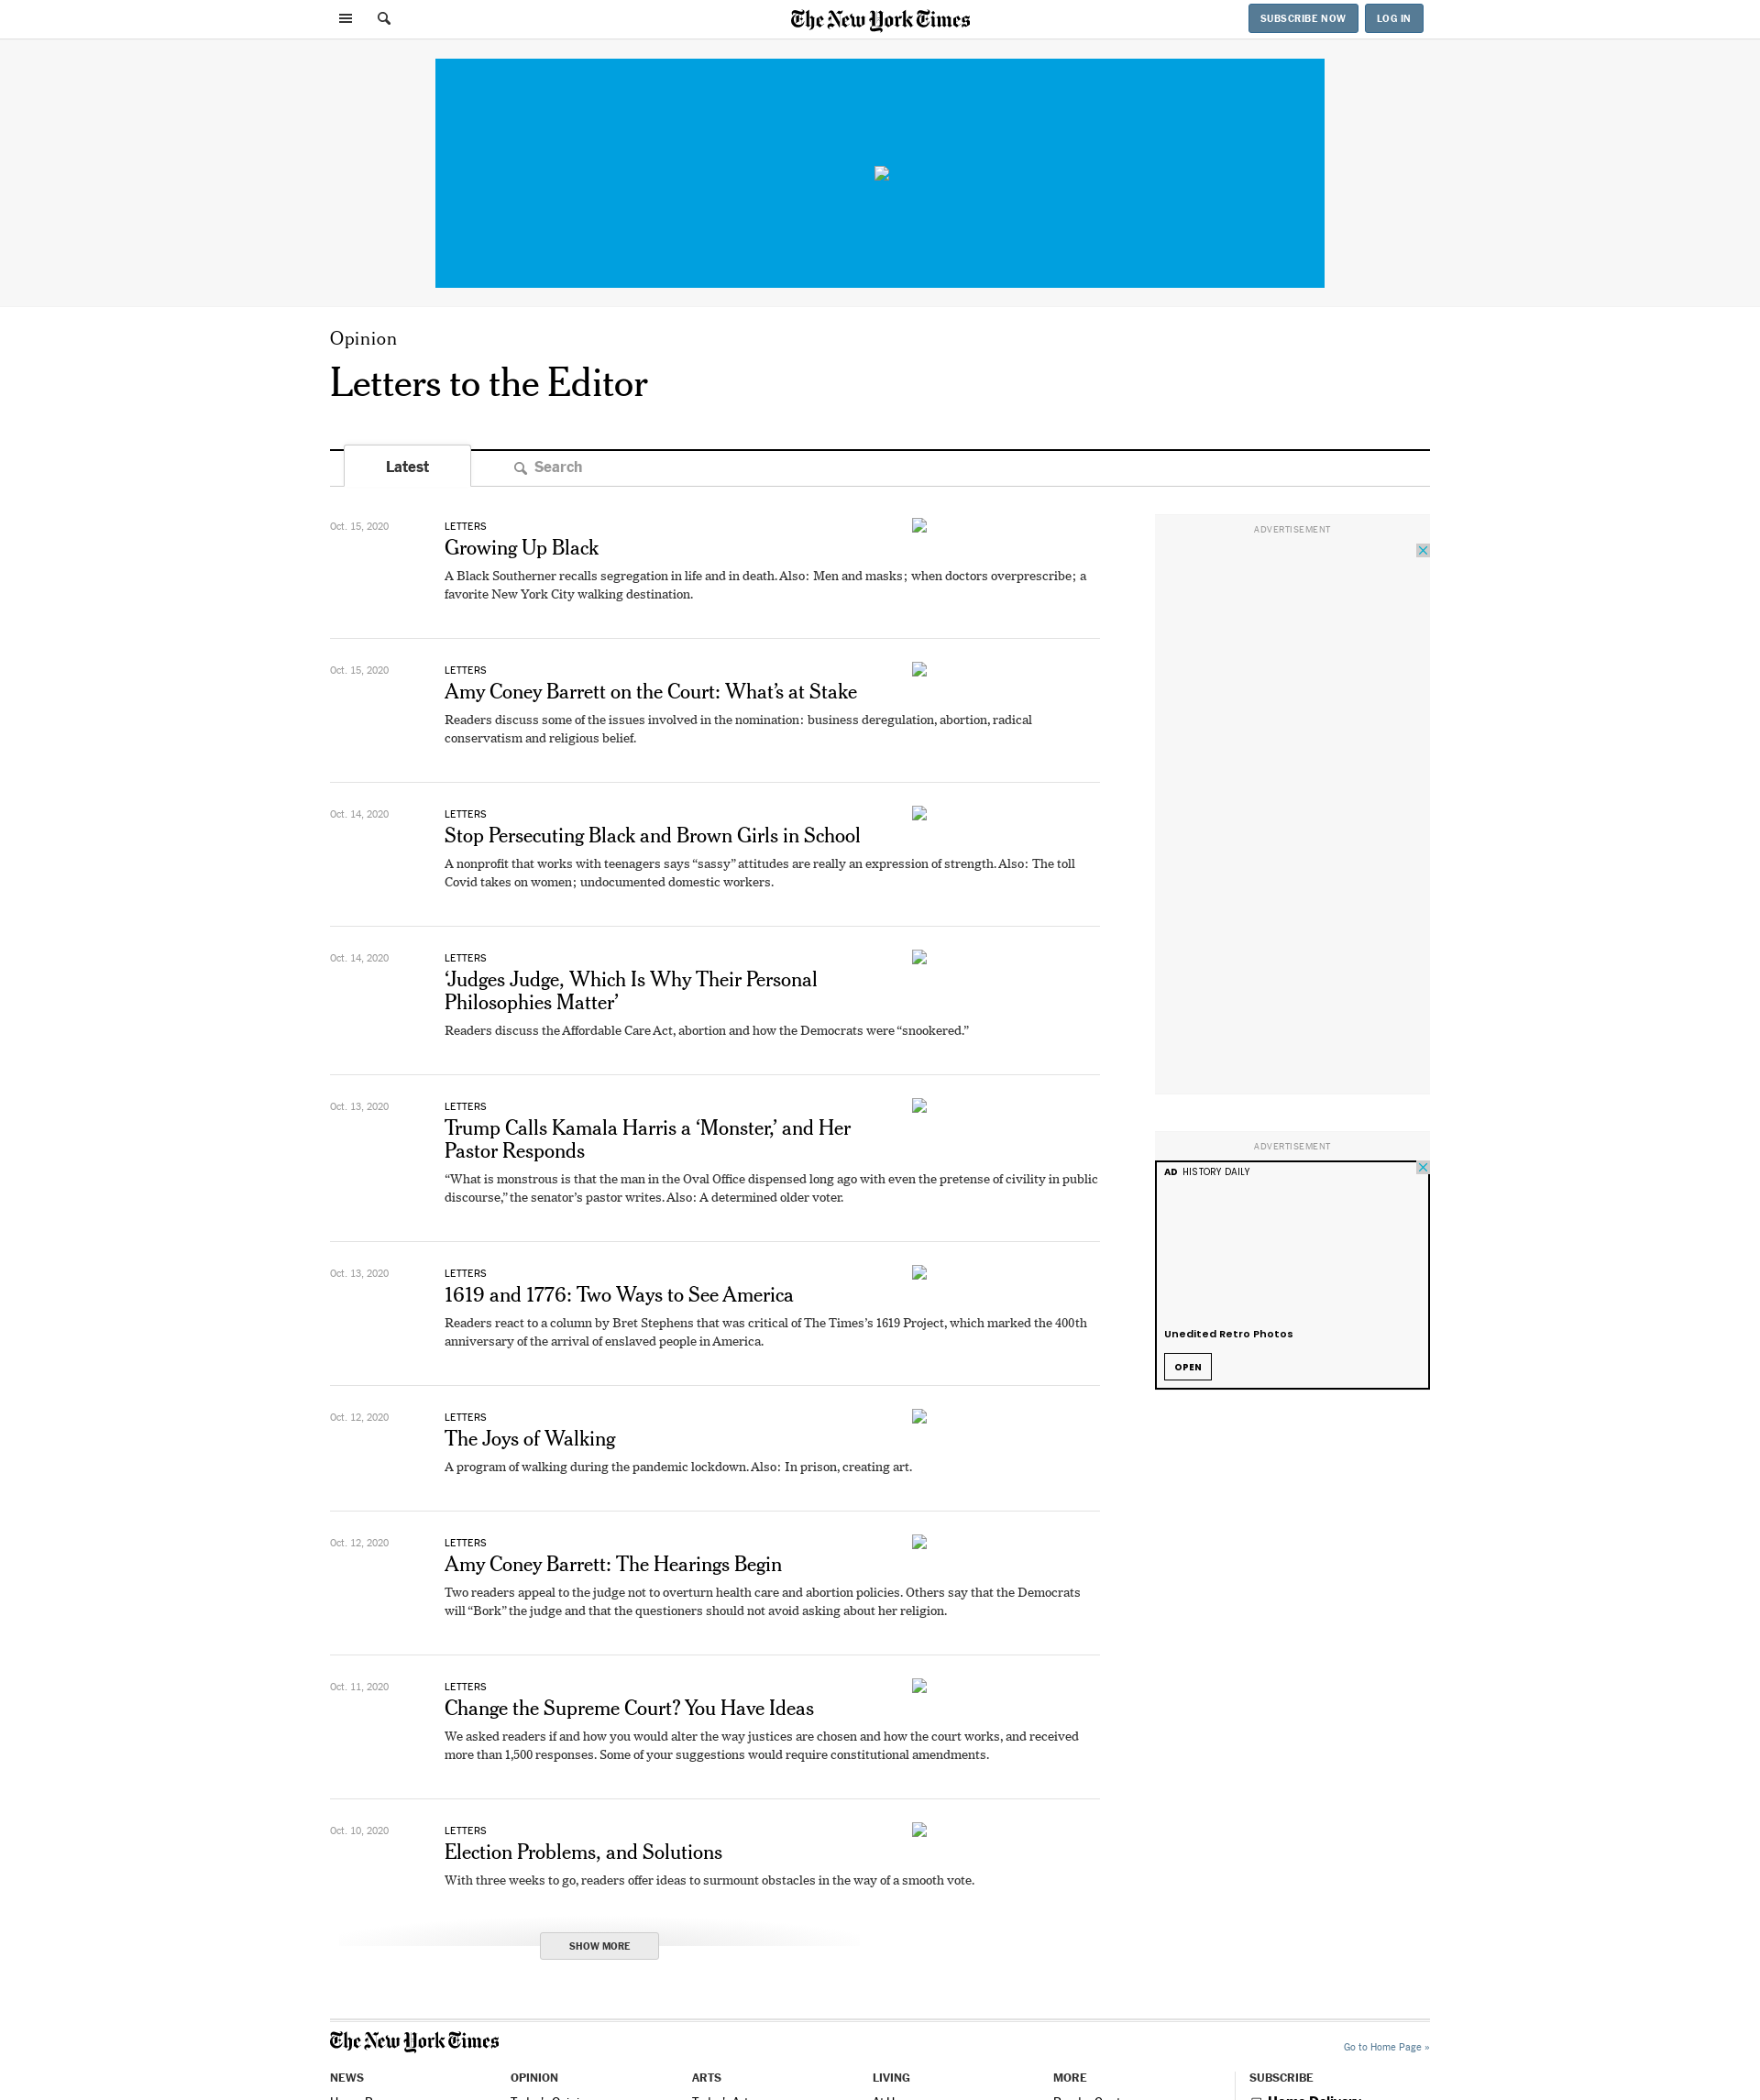 The New York Times
SUBSCRIBE NOW
LOG IN
Opinion
Letters to the Editor
Latest
Search
Oct. 15, 2020
LETTERS
Growing Up Black
A Black Southerner recalls segregation in life and in death. Also: Men and masks; when doctors overprescribe; a
favorite New York City walking destination.
Oct. 15, 2020
LETTERS
Amy Coney Barrett on the Court: What’s at Stake
Readers discuss some of the issues involved in the nomination: business deregulation, abortion, radical
conservatism and religious belief.
Oct. 14, 2020
LETTERS
Stop Persecuting Black and Brown Girls in School
A nonprofit that works with teenagers says “sassy” attitudes are really an expression of strength. Also: The toll
Covid takes on women; undocumented domestic workers.
Oct. 14, 2020
LETTERS
‘Judges Judge, Which Is Why Their Personal
Philosophies Matter’
Readers discuss the Affordable Care Act, abortion and how the Democrats were “snookered.”
Oct. 13, 2020
LETTERS
Trump Calls Kamala Harris a ‘Monster,’ and Her
Pastor Responds
“What is monstrous is that the man in the Oval Office dispensed long ago with even the pretense of civility in public
discourse,” the senator’s pastor writes. Also: A determined older voter.
Oct. 13, 2020
LETTERS
1619 and 1776: Two Ways to See America
Readers react to a column by Bret Stephens that was critical of The Times’s 1619 Project, which marked the 400th
anniversary of the arrival of enslaved people in America.
Oct. 12, 2020
LETTERS
The Joys of Walking
A program of walking during the pandemic lockdown. Also: In prison, creating art.
Oct. 12, 2020
LETTERS
Amy Coney Barrett: The Hearings Begin
Two readers appeal to the judge not to overturn health care and abortion policies. Others say that the Democrats
will “Bork” the judge and that the questioners should not avoid asking about her religion.
Oct. 11, 2020
LETTERS
Change the Supreme Court? You Have Ideas
We asked readers if and how you would alter the way justices are chosen and how the court works, and received
more than 1,500 responses. Some of your suggestions would require constitutional amendments.
Oct. 10, 2020
LETTERS
Election Problems, and Solutions
With three weeks to go, readers offer ideas to surmount obstacles in the way of a smooth vote.
SHOW MORE
ADVERTISEMENT
ADVERTISEMENT
AD HISTORY DAILY
Unedited Retro Photos
OPEN
The New York Times
Go to Home Page »
NEWS
OPINION
ARTS
LIVING
MORE
SUBSCRIBE
Home Delivery